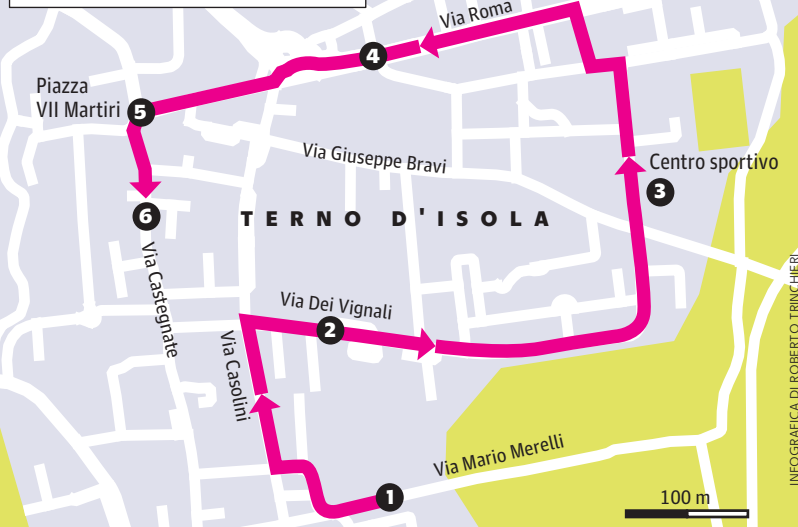 Via Roma
4
Piazza
VII Martiri
5
Via Giuseppe Bravi
Centro sportivo
3
6
TERNO D'ISOLA
Via Castegnate
Via Dei Vignali
2
Via Casolini
Via Mario Merelli
1
100 m
INFOGRAFICA DI ROBERTO TRINCHIERI